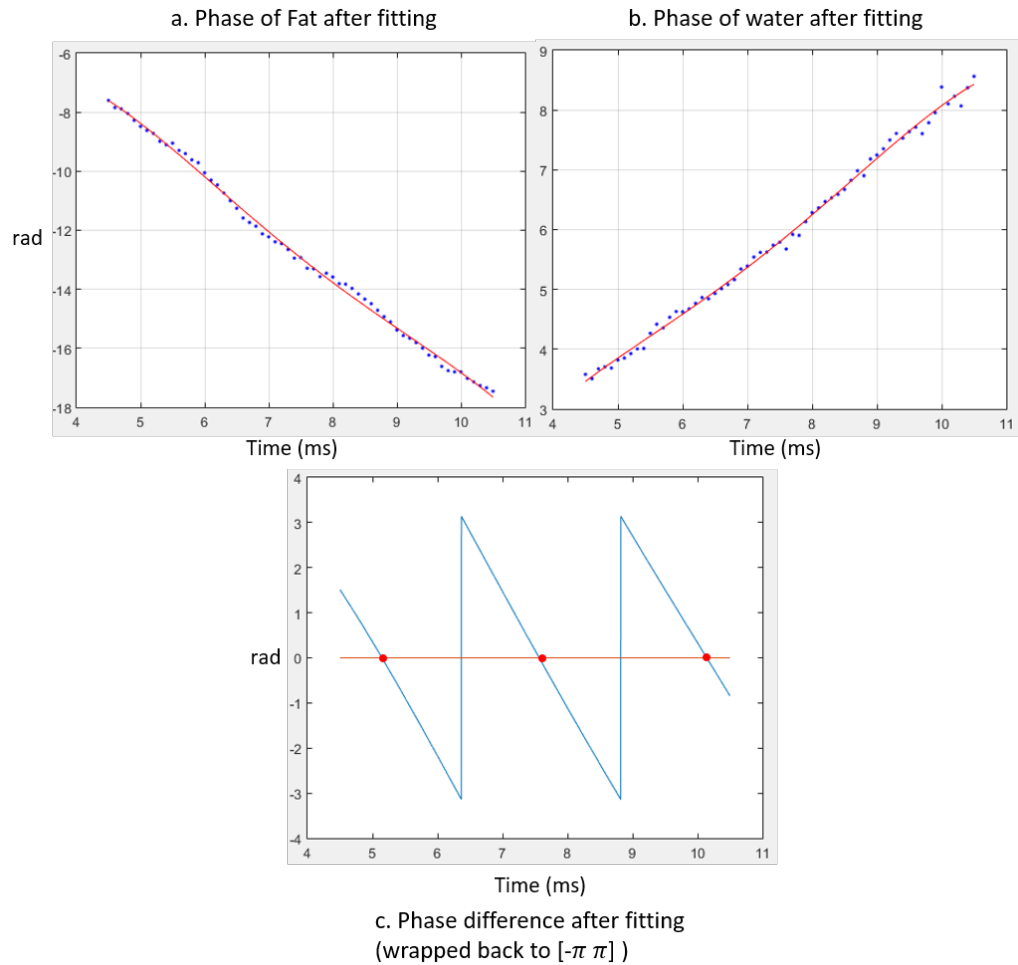 a. Phase of Fat after fitting
b. Phase of water after fitting
-6
-8
-10
-12
-14
-16
-18
rad
4 5 6 7 8 9 10 11
Time (ms)
9
8
7
6
5
4
3
4 5 6 7 8 9 10 11
Time (ms)
4
3
2
1
0
-1
-2
-3
-4
rad
4 5 6 7 8 9 10 11
Time (ms)
c. Phase difference after fitting
(wrapped back to [-π π] )